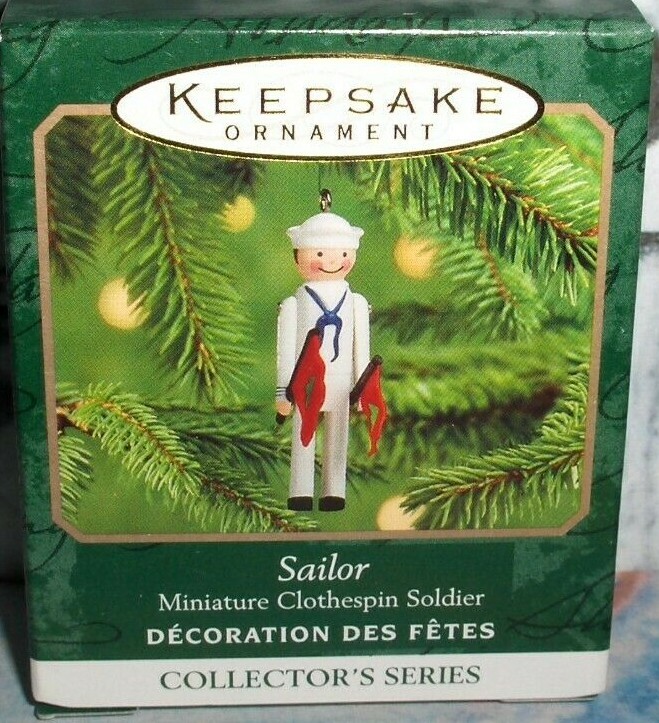 KEEPSAKE
ORNAMENT
Sailor
Miniature Clothespin Soldier
DÉCORATION DES FÊTES
COLLECTOR'S SERIES